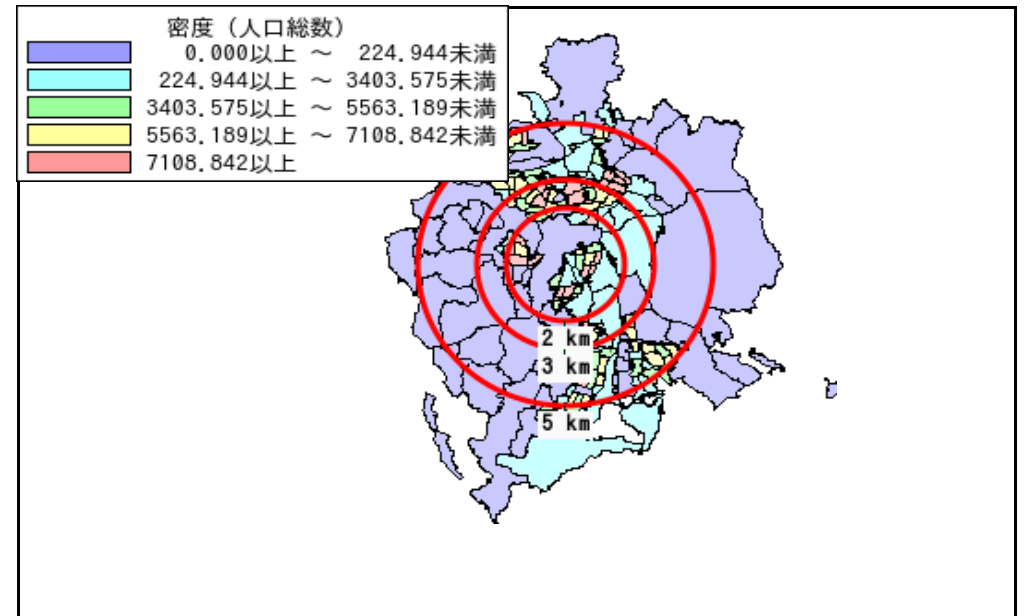 密度（人口総数）
0.000以上 ～ 224.944未満
224.944以上 ～ 3403.575未満
3403.575以上 ～ 5563.189未満
5563.189以上 ～ 7108.842未満
7108.842以上
2 km
3 km
5 km